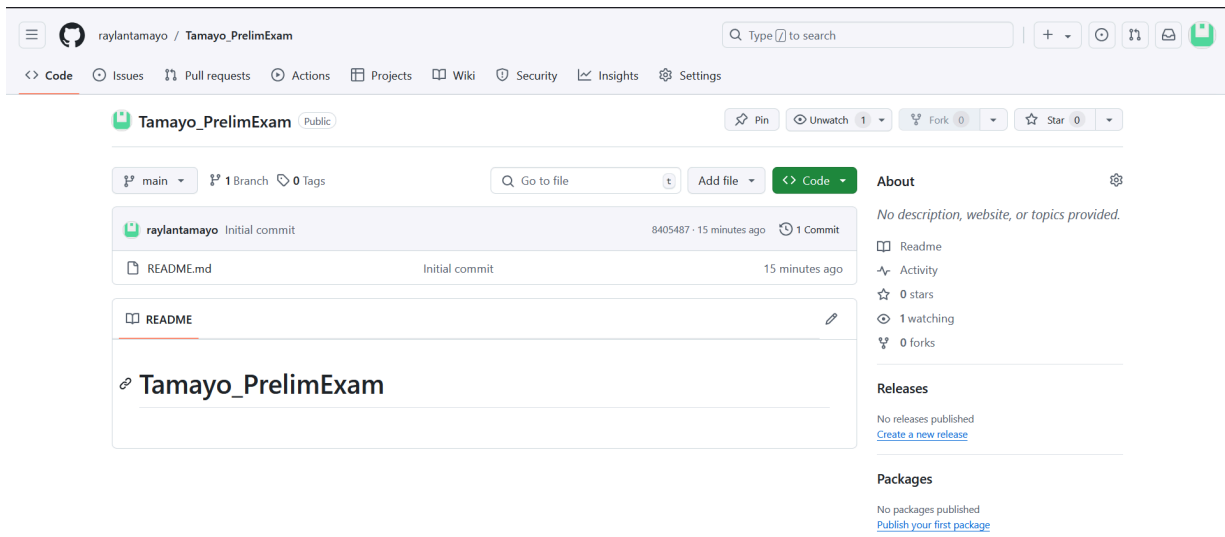 raylantamayo / Tamayo_PrelimExam
Type / to search
Code Issues Pull requests Actions Projects Wiki Security Insights Settings
Tamayo_PrelimExam Public
Pin Unwatch 1 Fork 0 Star 0
main 1 Branch 0 Tags Go to file t Add file <> Code
About
No description, website, or topics provided.
raylantamayo Initial commit 8405487 · 15 minutes ago 1 Commit
Readme
README.md Initial commit 15 minutes ago
Activity
0 stars
README
1 watching
0 forks
Tamayo_PrelimExam
Releases
No releases published
Create a new release
Packages
No packages published
Publish your first package